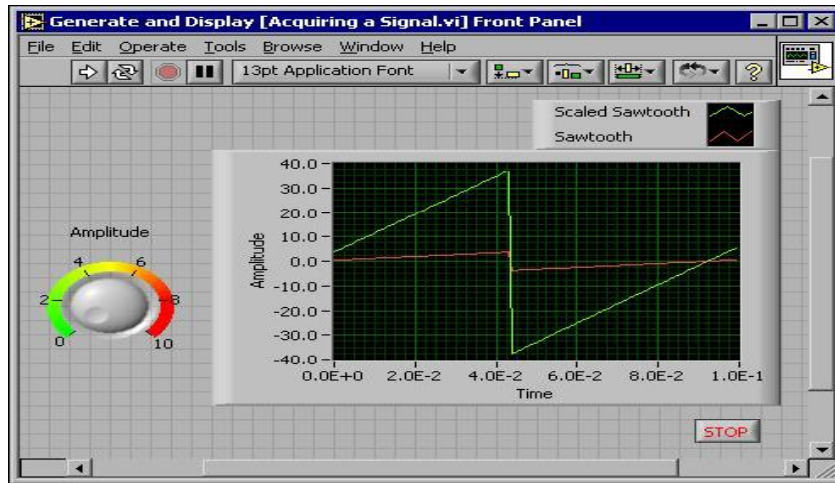 Generate and Display [Acquiring a Signal.vi] Front Panel
File Edit Operate Tools Browse Window Help
13pt Application Font
?
Scaled Sawtooth
Sawtooth
Amplitude
0
2
4
6
8
10
Amplitude
40.0
30.0
20.0
10.0
0.0
-10.0
-20.0
-30.0
-40.0
0.0E+0 2.0E-2 4.0E-2 6.0E-2 8.0E-2 1.0E-1
Time
STOP